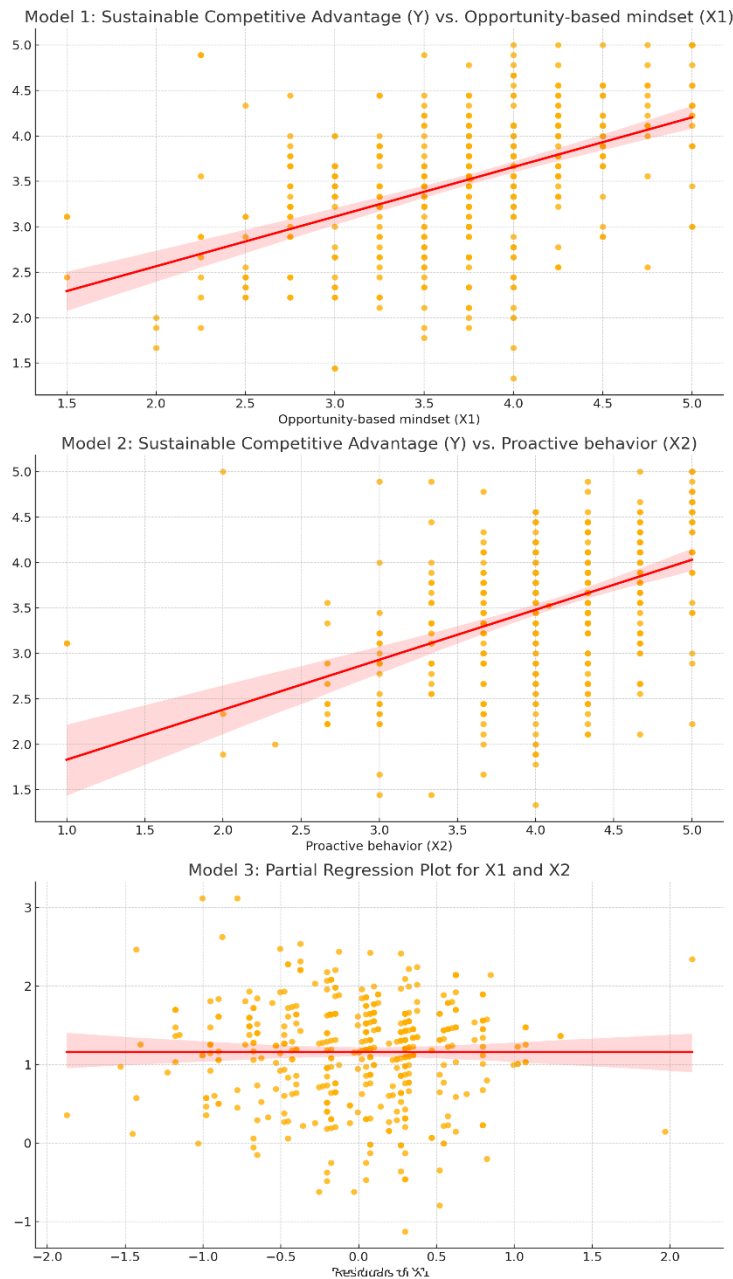 Model 1: Sustainable Competitive Advantage (Y) vs. Opportunity-based mindset (X1)
5.0
4.5
4.0
3.5
3.0
2.5
2.0
1.5
1.5 2.0 2.5 3.0 3.5 4.0 4.5 5.0
Opportunity-based mindset (X1)
Model 2: Sustainable Competitive Advantage (Y) vs. Proactive behavior (X2)
5.0
4.5
4.0
3.5
3.0
2.5
2.0
1.5
1.0 1.5 2.0 2.5 3.0 3.5 4.0 4.5 5.0
Proactive behavior (X2)
Model 3: Partial Regression Plot for X1 and X2
3
2
1
0
−1
−2.0 −1.5 −1.0 −0.5 0.0 0.5 1.0 1.5 2.0